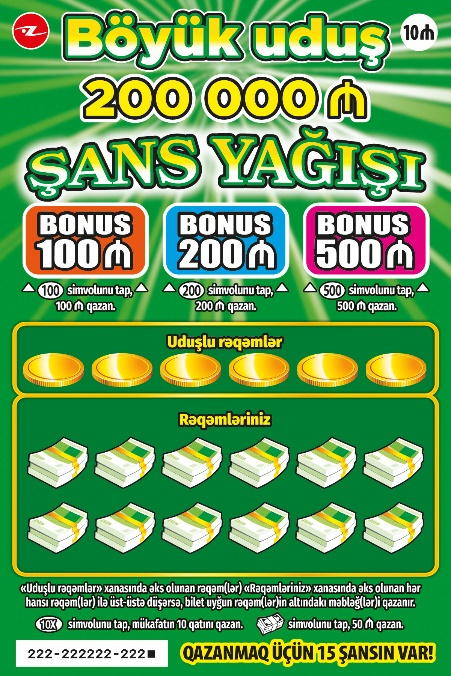 Böyük uduş
10₼
200 000 ₼
ŞANS YAĞIŞI
BONUS
100₼
BONUS
200₼
BONUS
500₼
100 simvolunu tap,
100 ₼ qazan.
200 simvolunu tap,
200 ₼ qazan.
500 simvolunu tap,
500 ₼ qazan.
Uduşlu rəqəmlər
Rəqəmləriniz
«Uduşlu rəqəmlər» xanasında əks olunan rəqəm(lər) «Rəqəmləriniz» xanasında əks olunan hər
hansı rəqəm(lər) ilə üst-üstə düşərsə, bilet uyğun rəqəm(lər)in altındakı məbləğ(lər)i qazanır.
10X simvolunu tap, mükafatın 10 qatını qazan. simvolunu tap, 50 ₼ qazan.
222-222222-222■
QAZANMAQ ÜÇÜN 15 ŞANSIN VAR!